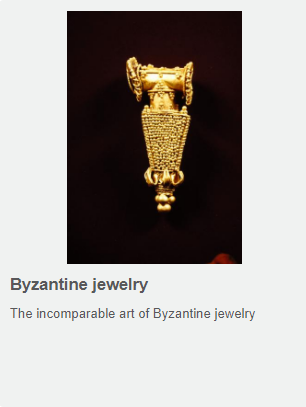 Byzantine jewelry
The incomparable art of Byzantine jewelry